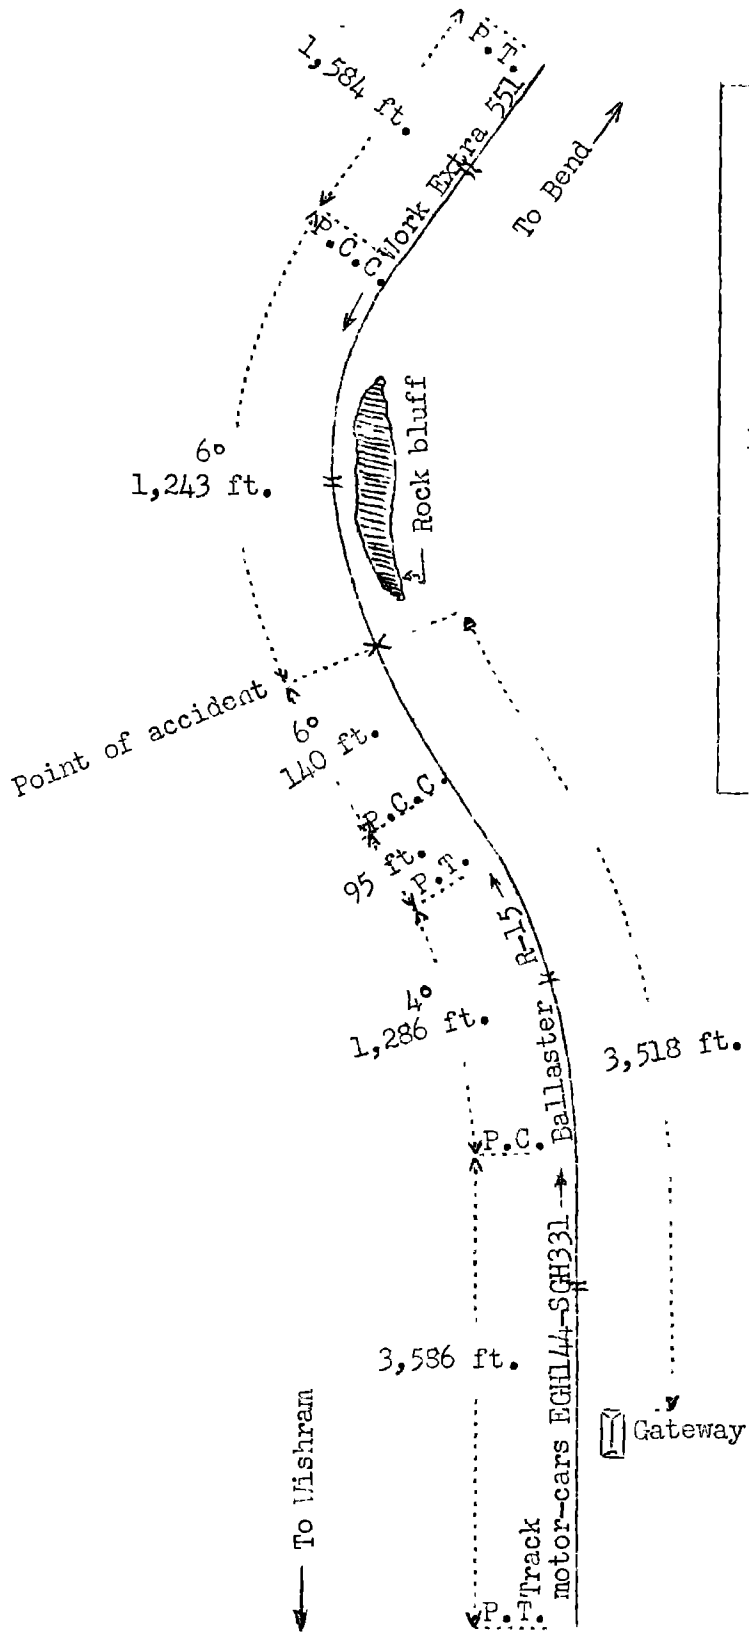 P.T.
1,584 ft.
Work Extra 551
To Bend
P.C.C.
6°
1,243 ft.
Rock bluff
Point of accident
6°
140 ft.
P.C.C.
95 ft.
P.T.
R-15
Ballaster
4°
1,286 ft.
3,518 ft.
P.C.
3,586 ft.
Track
motor-cars EGH144-SGH331
Gateway
To Wishram
P.T.